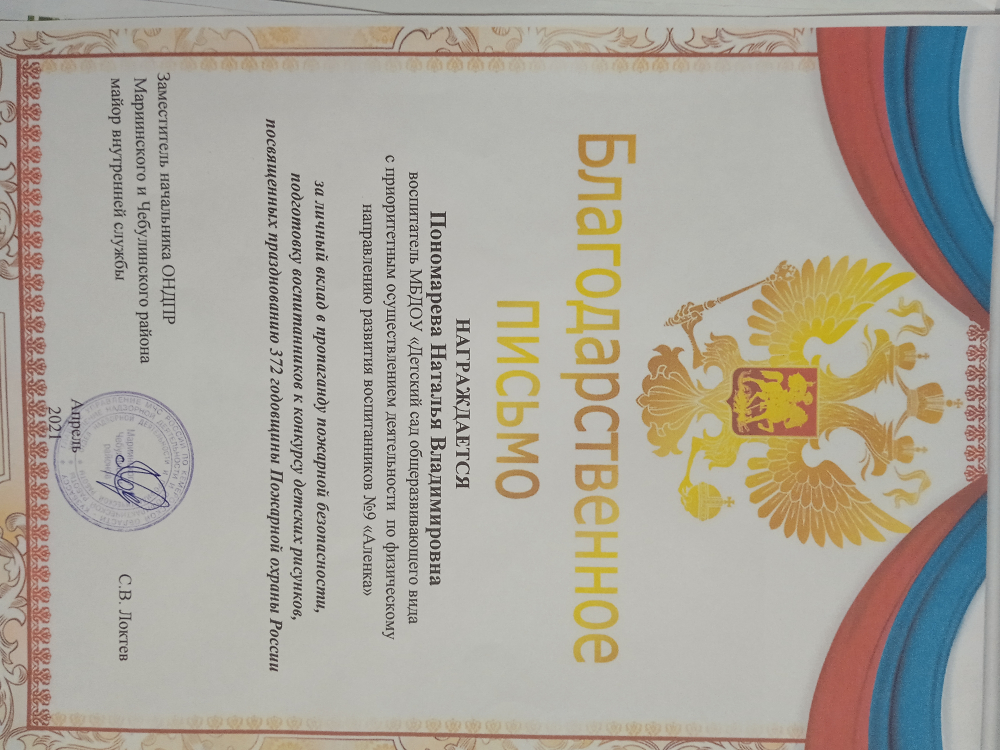 Благодарственное
письмо
НАГРАЖДАЕТСЯ
Пономарева Наталья Владимировна
воспитатель МБДОУ «Детский сад общеразвивающего вида
с приоритетным осуществлением деятельности по физическому
направлению развития воспитанников №9 «Аленка»
за личный вклад в пропаганду пожарной безопасности,
подготовку воспитанников к конкурсу детских рисунков,
посвященных празднованию 372 годовщины Пожарной охраны России
Заместитель начальника ОНДПР
Мариинского и Чебулинского района
майор внутренней службы
С.В. Локтев
Апрель
2021